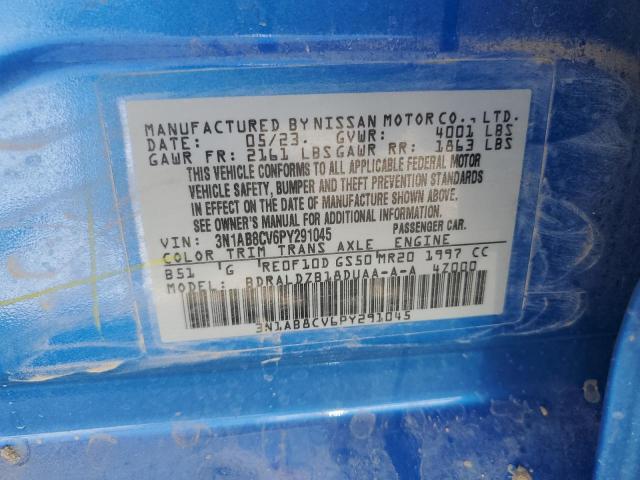 MANUFACTURED BY NISSAN MOTOR CO., LTD.
DATE: 05/23. GVWR: 4001 LBS
GAWR FR: 2161 LBS GAWR RR: 1863 LBS
THIS VEHICLE CONFORMS TO ALL APPLICABLE FEDERAL MOTOR
VEHICLE SAFETY, BUMPER AND THEFT PREVENTION STANDARDS
IN EFFECT ON THE DATE OF MANUFACTURE SHOWN ABOVE.
SEE OWNER'S MANUAL FOR ADDITIONAL INFORMATION.
VIN: 3N1AB8CV6PY291045 PASSENGER CAR.
COLOR TRIM TRANS AXLE ENGINE
B51 G RE0F10D GS50 MR20 1997 CC
MODEL: BDRALDZB18DUAA-A-A 4Z000
3N1AB8CV6PY291045